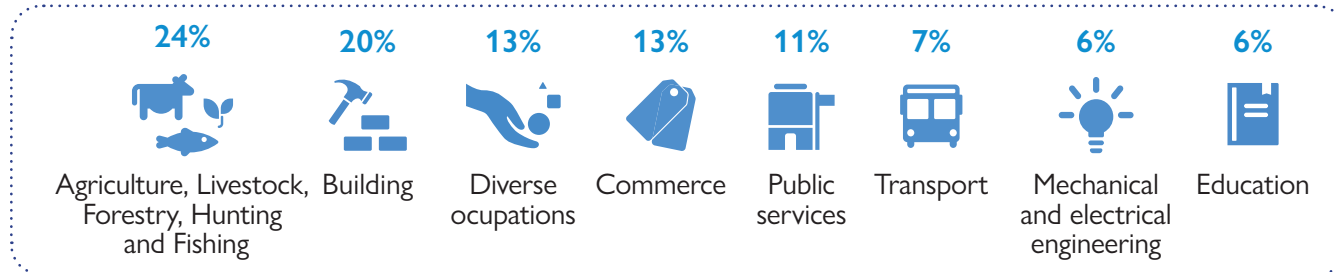 24%
20%
13%
13%
11%
7%
6%
6%
Agriculture, Livestock,
Forestry, Hunting
and Fishing
Building
Diverse
ocupations
Commerce
Public
services
Transport
Mechanical
and electrical
engineering
Education